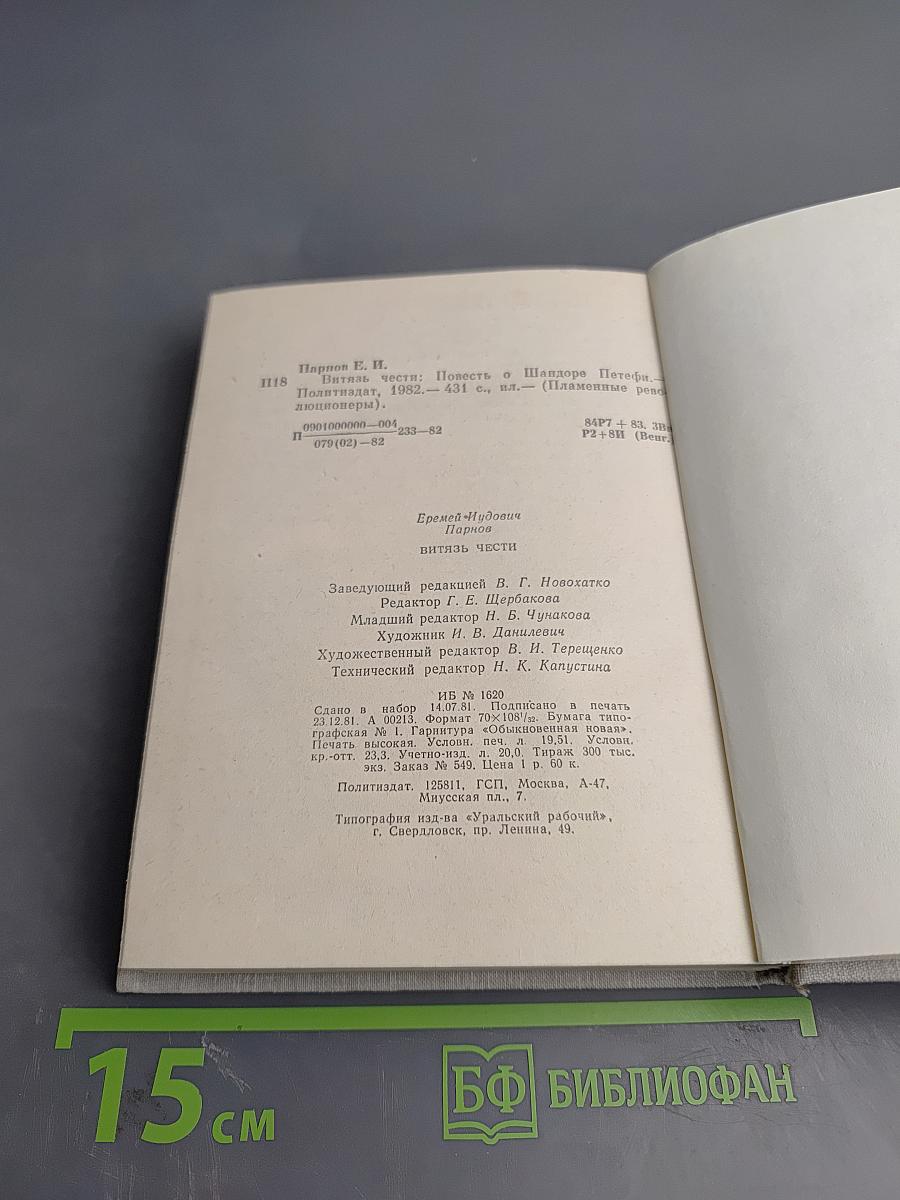 Парнов Е. И.
П18 Витязь чести: Повесть о Шандоре Петефи.—
Политиздат, 1982.— 431 с., ил.— (Пламенные рево-
люционеры).
П 0901000000—004 233—82
079(02)—82
84Р7 + 83. 3Ве
Р2+8И (Венг.)
Еремей Иудович
Парнов
ВИТЯЗЬ ЧЕСТИ
Заведующий редакцией В. Г. Новохатко
Редактор Г. Е. Щербакова
Младший редактор Н. Б. Чунакова
Художник И. В. Данилевич
Художественный редактор В. И. Терещенко
Технический редактор Н. К. Капустина
ИБ № 1620
Сдано в набор 14.07.81. Подписано в печать
23.12.81. А 00213. Формат 70×108¹/₃₂. Бумага типо-
графская № 1. Гарнитура «Обыкновенная новая».
Печать высокая. Условн. печ. л. 19,51. Условн.
кр.-отт. 23,3. Учетно-изд. л. 20,0. Тираж 300 тыс.
экз. Заказ № 549. Цена 1 р. 60 к.
Политиздат. 125811, ГСП, Москва, А-47,
Миусская пл., 7.
Типография изд-ва «Уральский рабочий»,
г. Свердловск, пр. Ленина, 49.
15 см
БФ БИБЛИОФАН